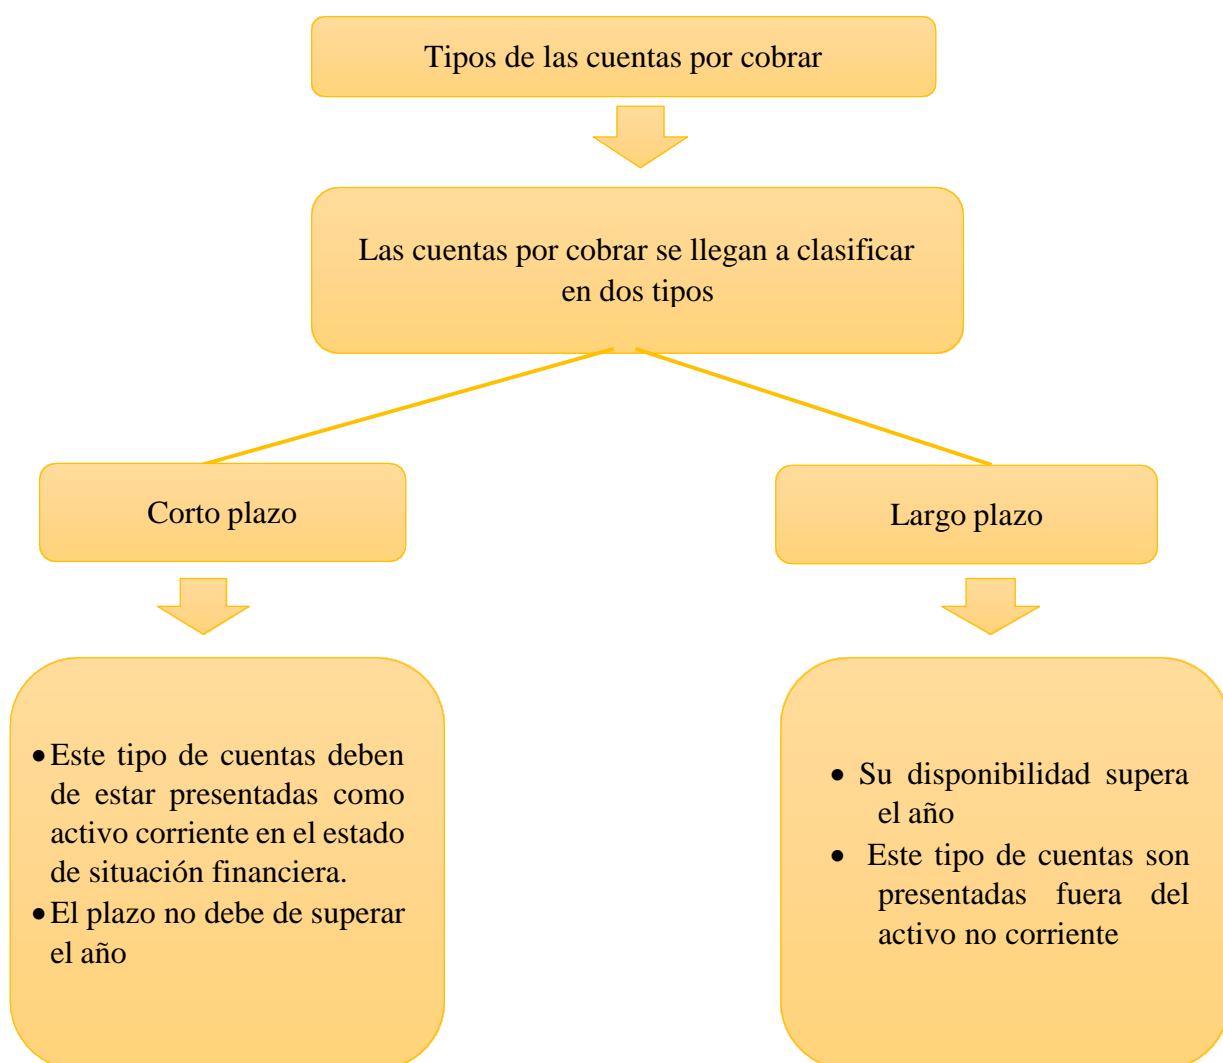 Tipos de las cuentas por cobrar
Las cuentas por cobrar se llegan a clasificar
en dos tipos
Corto plazo
Largo plazo
• Este tipo de cuentas deben
de estar presentadas como
activo corriente en el estado
de situación financiera.
• El plazo no debe de superar
el año
• Su disponibilidad supera
el año
• Este tipo de cuentas son
presentadas fuera del
activo no corriente